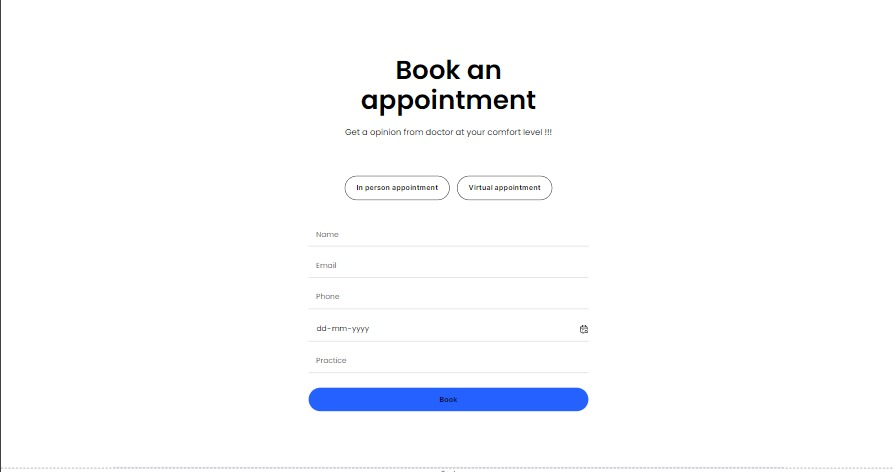 Book an
appointment
Get a opinion from doctor at your comfort level !!!
In person appointment
Virtual appointment
Name
Email
Phone
dd-mm-yyyy
Practice
Book